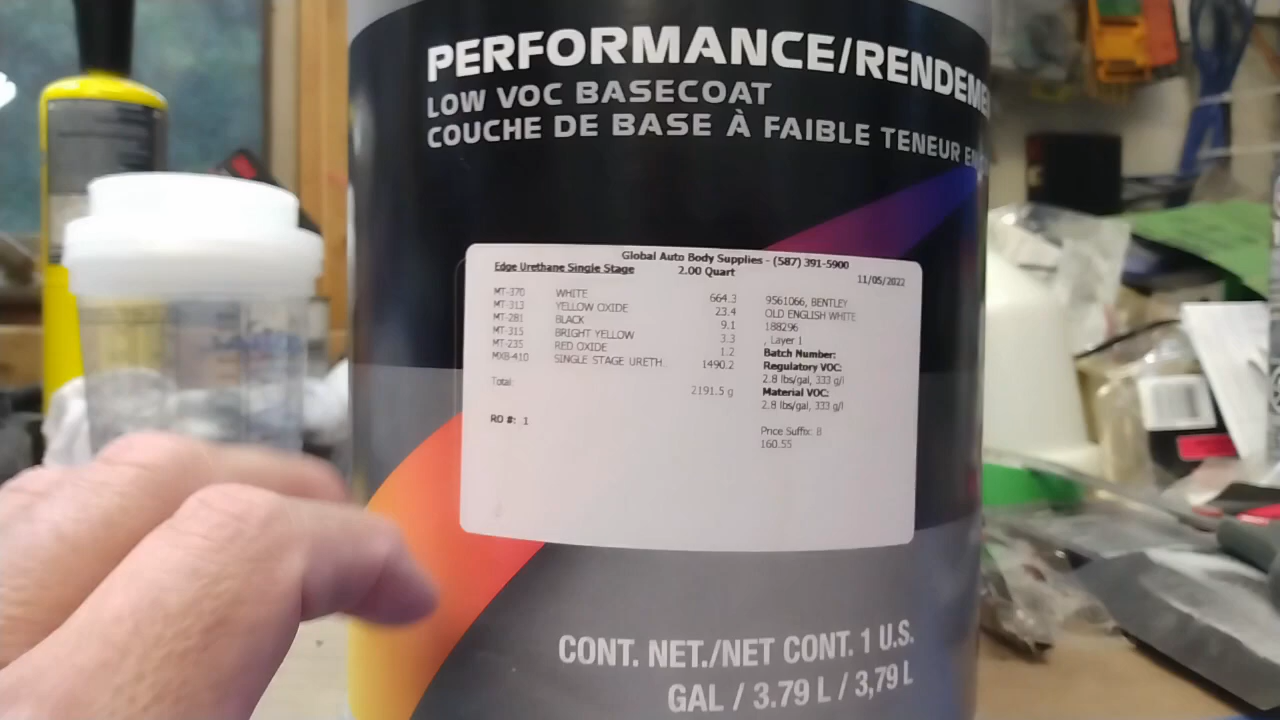 PERFORMANCE/RENDEME
LOW VOC BASECOAT
COUCHE DE BASE À FAIBLE TENEUR EN
Global Auto Body Supplies - (587) 391-5900
Edge Urethane Single Stage 2.00 Quart 11/05/2022
MT-370 WHITE 664.3
MT-313 YELLOW OXIDE 23.4
MT-281 BLACK 9.1
MT-315 BRIGHT YELLOW 3.3
MT-235 RED OXIDE 1.2
MXB-410 SINGLE STAGE URETH 1490.2
Total: 2191.5 g
RO #: 1
9561066, BENTLEY
OLD ENGLISH WHITE
188296
, Layer 1
Batch Number:
Regulatory VOC:
2.8 lbs/gal, 333 g/l
Material VOC:
2.8 lbs/gal, 333 g/l
Price Suffix: B
160.55
CONT. NET./NET CONT. 1 U.S.
GAL / 3.79 L / 3,79 L